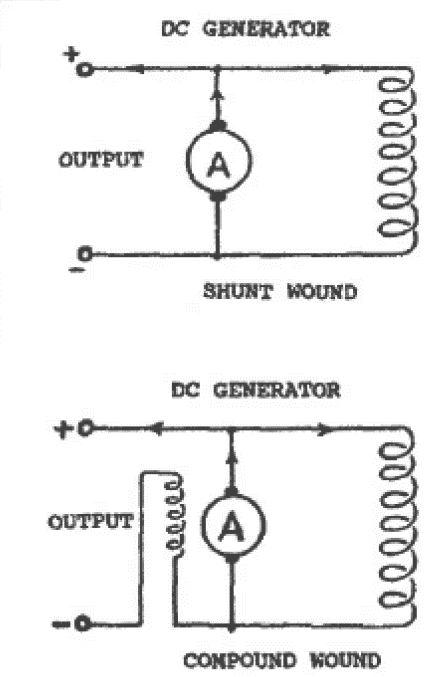 DC GENERATOR
+
OUTPUT
A
-
SHUNT WOUND
DC GENERATOR
+
OUTPUT
A
-
COMPOUND WOUND